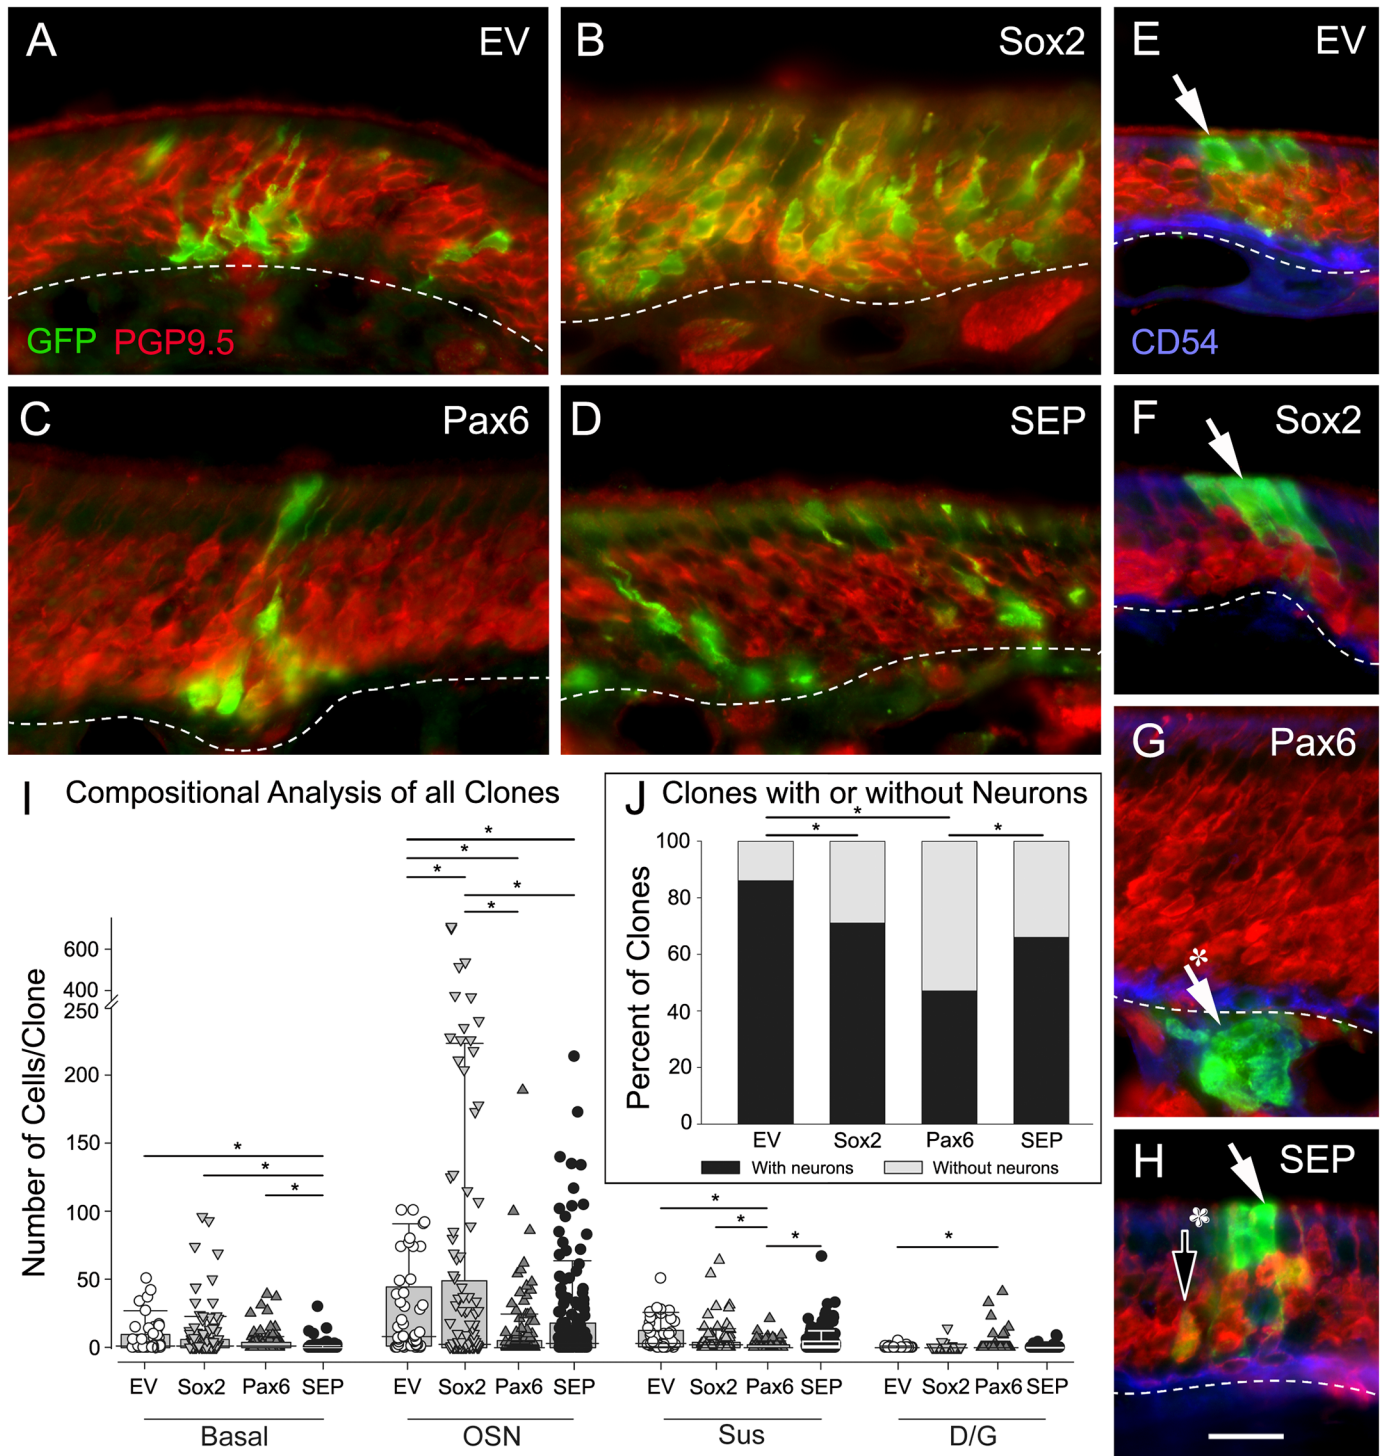 A EV
GFP PGP9.5
B Sox2
E EV
CD54
C Pax6
D SEP
F Sox2
G Pax6
*
H SEP
*
I Compositional Analysis of all Clones
Number of Cells/Clone
600
400
250
200
150
100
50
0
* * * * * * * *
* * * *
EV Sox2 Pax6 SEP EV Sox2 Pax6 SEP EV Sox2 Pax6 SEP EV Sox2 Pax6 SEP
Basal OSN Sus D/G
J Clones with or without Neurons
* * *
Percent of Clones
100
80
60
40
20
0
EV Sox2 Pax6 SEP
With neurons Without neurons